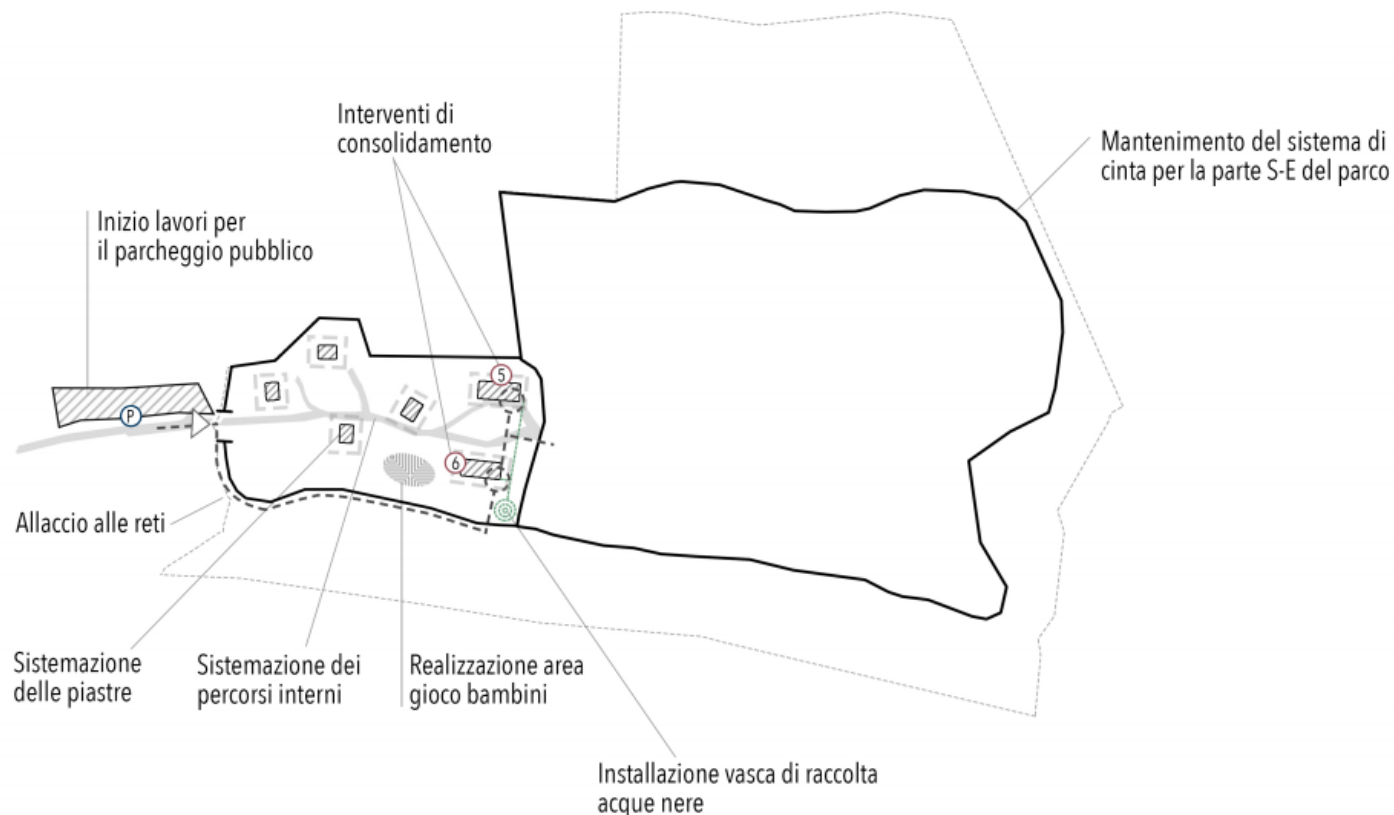 Interventi di
consolidamento
Mantenimento del sistema di
cinta per la parte S-E del parco
Inizio lavori per
il parcheggio pubblico
5
P
6
Allaccio alle reti
Sistemazione
delle piastre
Sistemazione dei
percorsi interni
Realizzazione area
gioco bambini
Installazione vasca di raccolta
acque nere